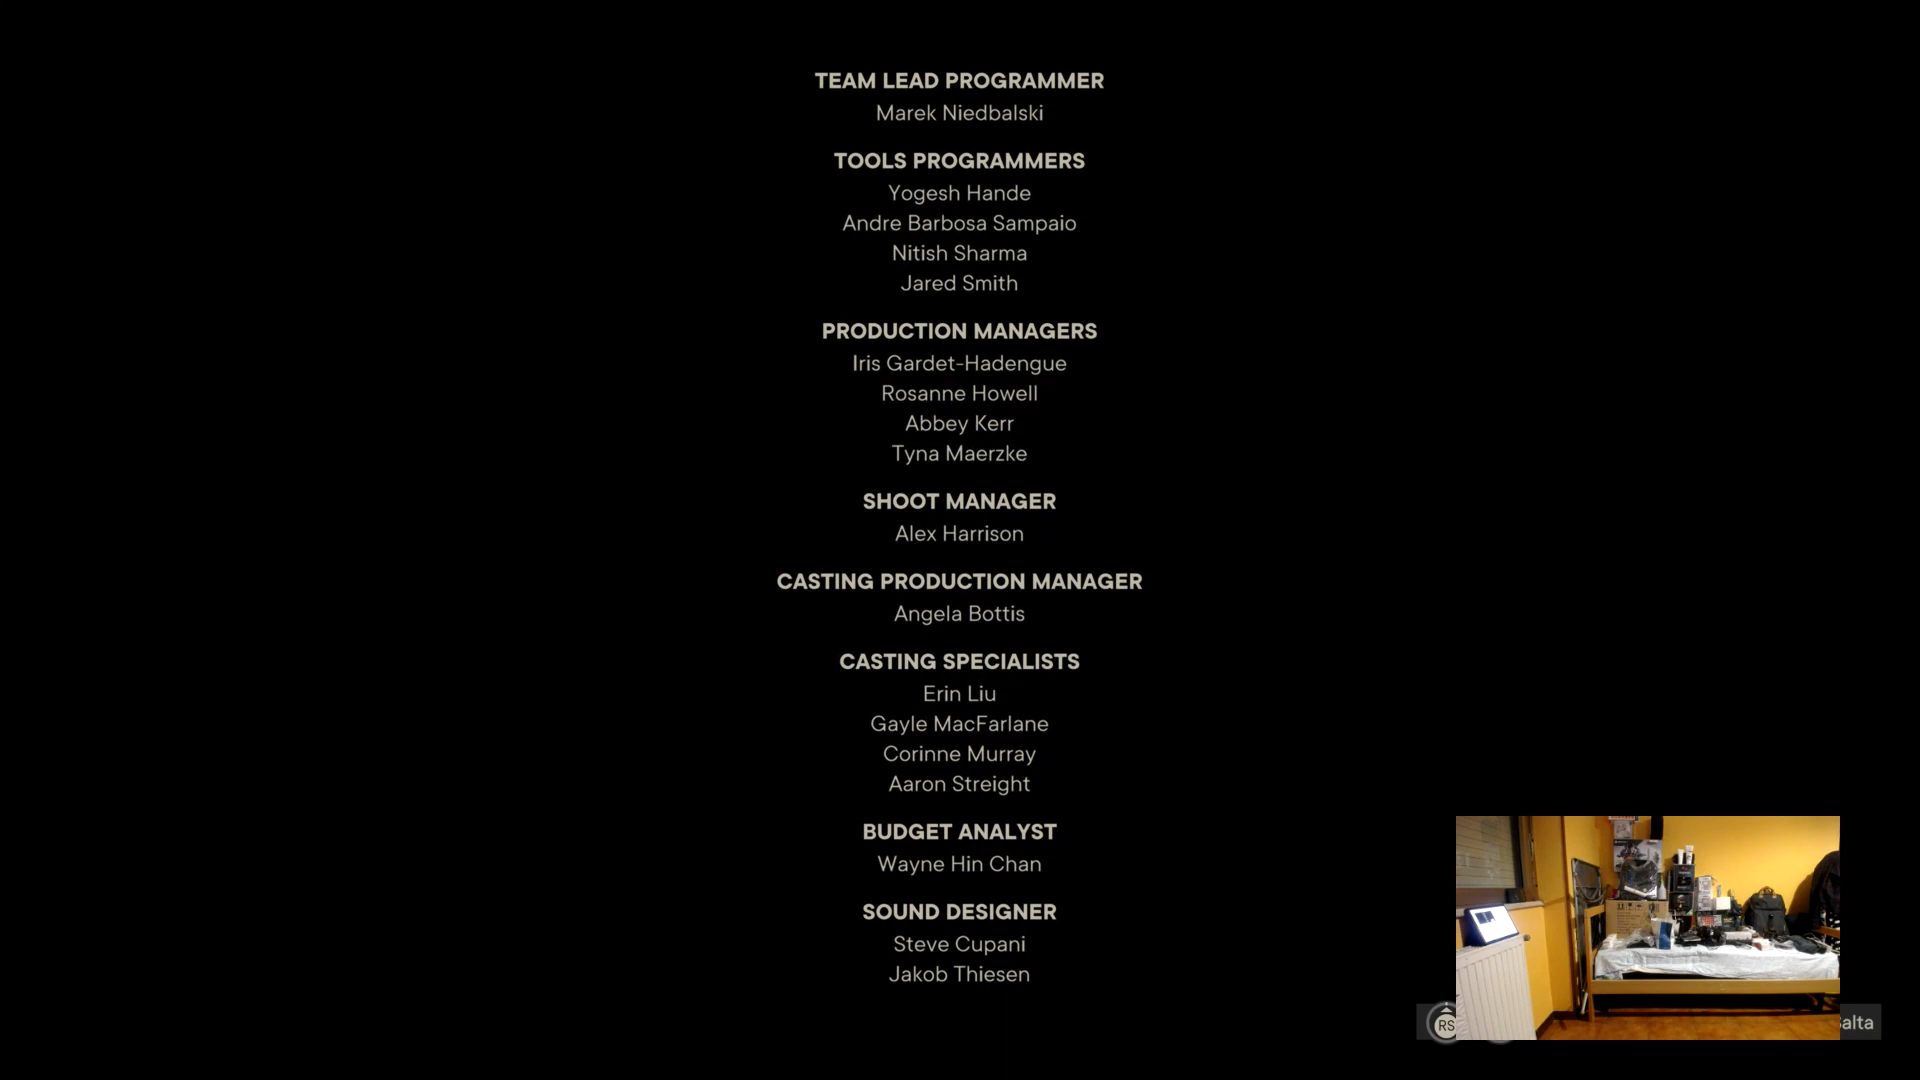 TEAM LEAD PROGRAMMER
Marek Niedbalski
TOOLS PROGRAMMERS
Yogesh Hande
Andre Barbosa Sampaio
Nitish Sharma
Jared Smith
PRODUCTION MANAGERS
Iris Gardet-Hadengue
Rosanne Howell
Abbey Kerr
Tyna Maerzke
SHOOT MANAGER
Alex Harrison
CASTING PRODUCTION MANAGER
Angela Bottis
CASTING SPECIALISTS
Erin Liu
Gayle MacFarlane
Corinne Murray
Aaron Streight
BUDGET ANALYST
Wayne Hin Chan
SOUND DESIGNER
Steve Cupani
Jakob Thiesen
RS alta